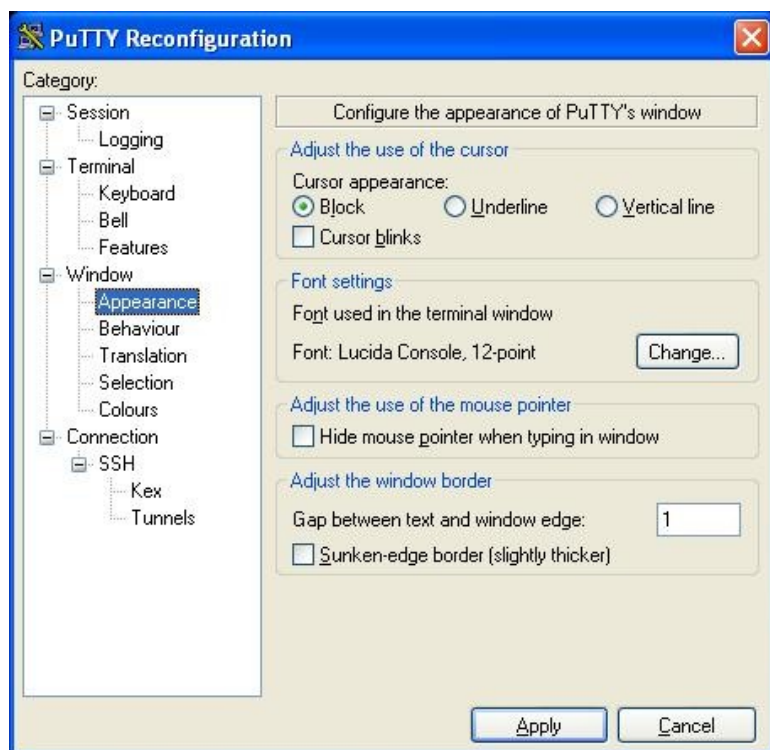 PuTTY Reconfiguration
Category:
Session
Logging
Terminal
Keyboard
Bell
Features
Window
Appearance
Behaviour
Translation
Selection
Colours
Connection
SSH
Kex
Tunnels
Configure the appearance of PuTTY's window
Adjust the use of the cursor
Cursor appearance:
Block Underline Vertical line
Cursor blinks
Font settings
Font used in the terminal window
Font: Lucida Console, 12-point Change...
Adjust the use of the mouse pointer
Hide mouse pointer when typing in window
Adjust the window border
Gap between text and window edge: 1
Sunken-edge border (slightly thicker)
Apply Cancel